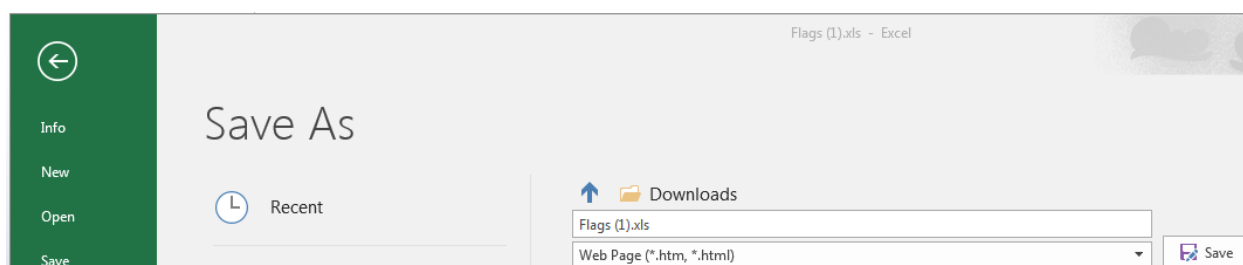 Flags (1).xls - Excel
Info
Save As
New
Recent
Downloads
Open
Flags (1).xls
Save
Web Page (*.htm, *.html)
Save